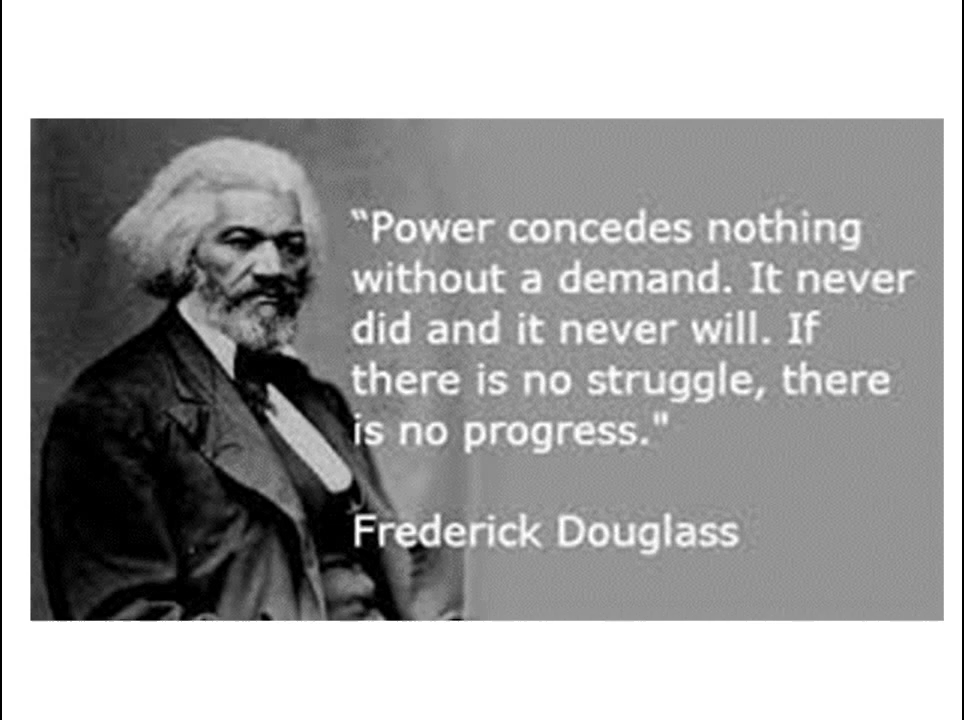 “Power concedes nothing
without a demand. It never
did and it never will. If
there is no struggle, there
is no progress."
Frederick Douglass